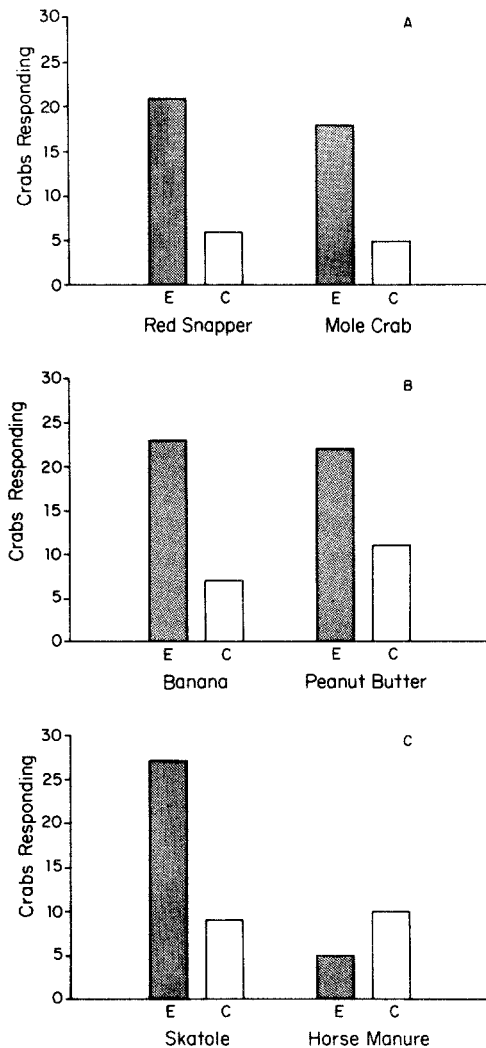 A
Crabs Responding
30
25
20
15
10
5
0
E C E C
Red Snapper Mole Crab
B
Crabs Responding
30
25
20
15
10
5
0
E C E C
Banana Peanut Butter
C
Crabs Responding
30
25
20
15
10
5
0
E C E C
Skatole Horse Manure